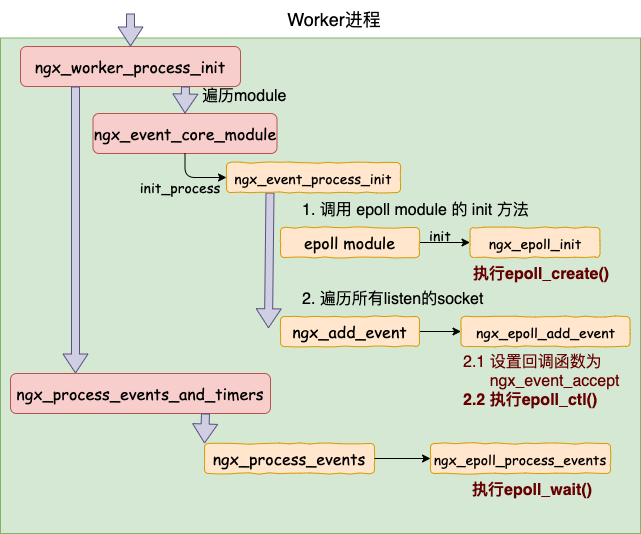 Worker进程
ngx_worker_process_init
遍历module
ngx_event_core_module
init_process
ngx_event_process_init
1. 调用 epoll module 的 init 方法
epoll module
init
ngx_epoll_init
执行epoll_create()
2. 遍历所有listen的socket
ngx_add_event
ngx_epoll_add_event
2.1 设置回调函数为
ngx_event_accept
2.2 执行epoll_ctl()
ngx_process_events_and_timers
ngx_process_events
ngx_epoll_process_events
执行epoll_wait()